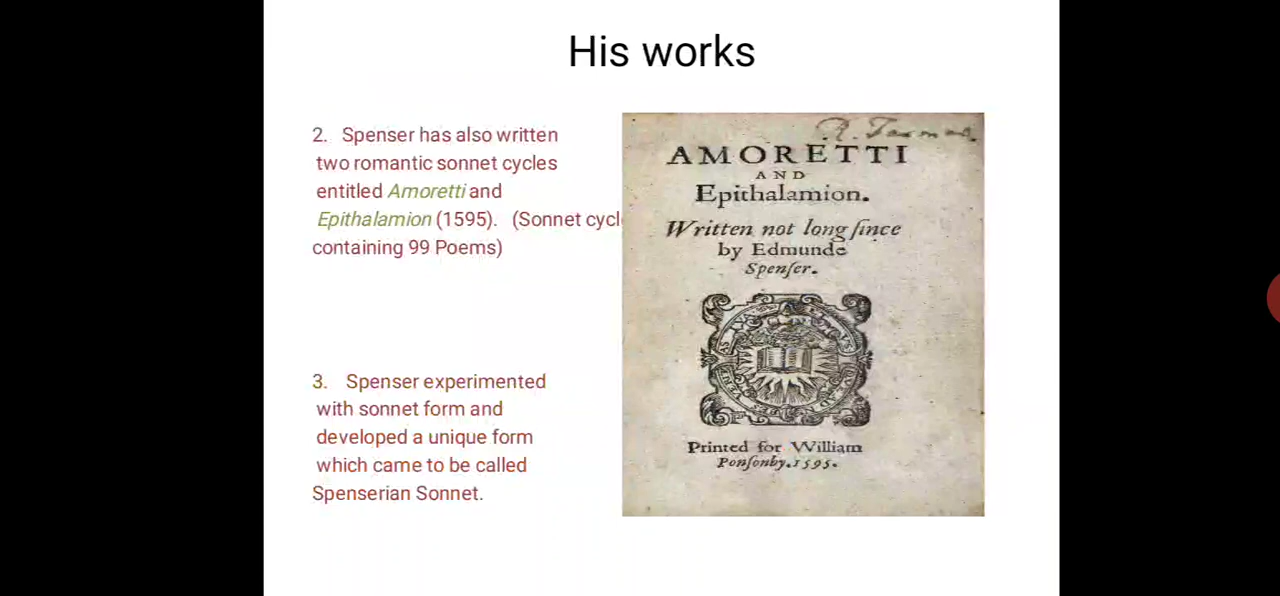 His works
2. Spenser has also written
two romantic sonnet cycles
entitled Amoretti and
Epithalamion (1595). (Sonnet cycl
containing 99 Poems)
3. Spenser experimented
with sonnet form and
developed a unique form
which came to be called
Spenserian Sonnet.
AMORETTI
AND
Epithalamion.
Written not long ſince
by Edmunde
Spenſer.
Printed for William
Ponſonby. 1595.